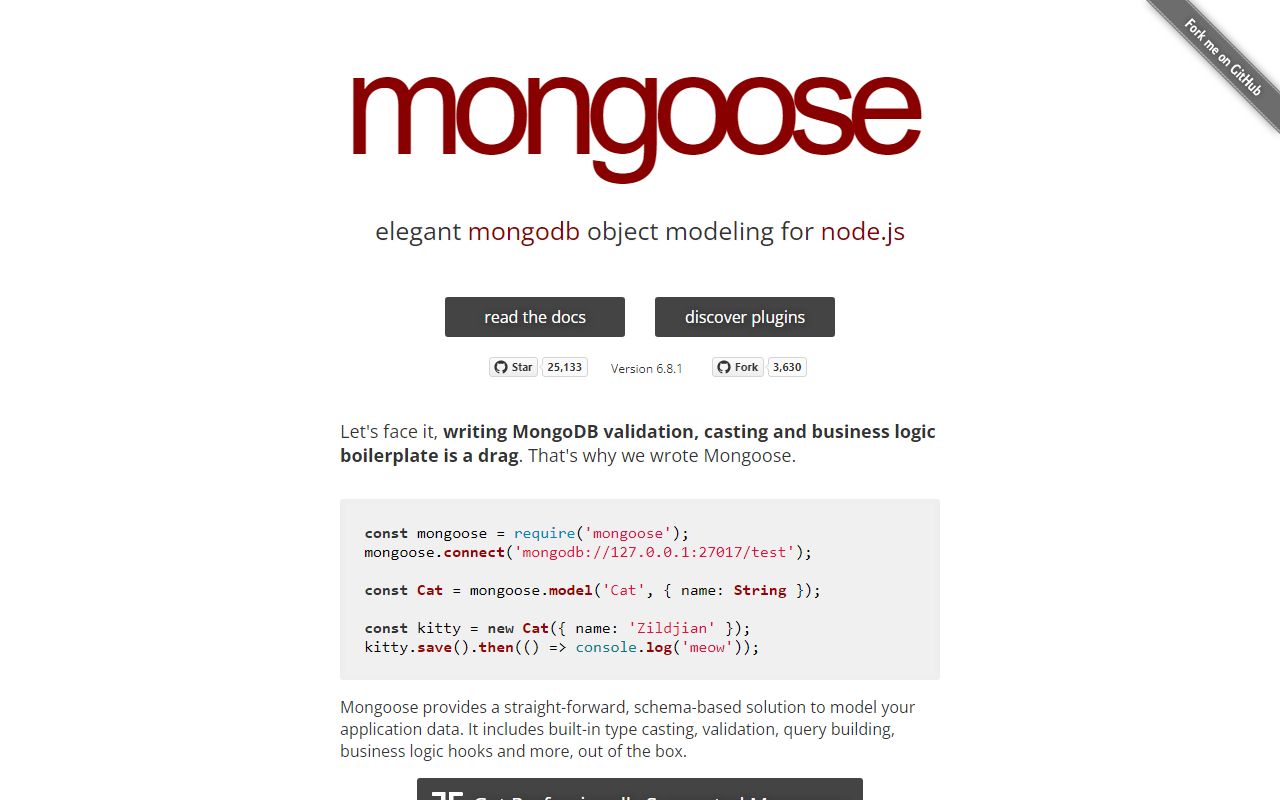 Fork me on GitHub
mongoose
elegant mongodb object modeling for node.js
read the docs
discover plugins
Star 25,133
Version 6.8.1
Fork 3,630
Let's face it, writing MongoDB validation, casting and business logic
boilerplate is a drag. That's why we wrote Mongoose.
const mongoose = require('mongoose');
mongoose.connect('mongodb://127.0.0.1:27017/test');
const Cat = mongoose.model('Cat', { name: String });
const kitty = new Cat({ name: 'Zildjian' });
kitty.save().then(() => console.log('meow'));
Mongoose provides a straight-forward, schema-based solution to model your
application data. It includes built-in type casting, validation, query building,
business logic hooks and more, out of the box.